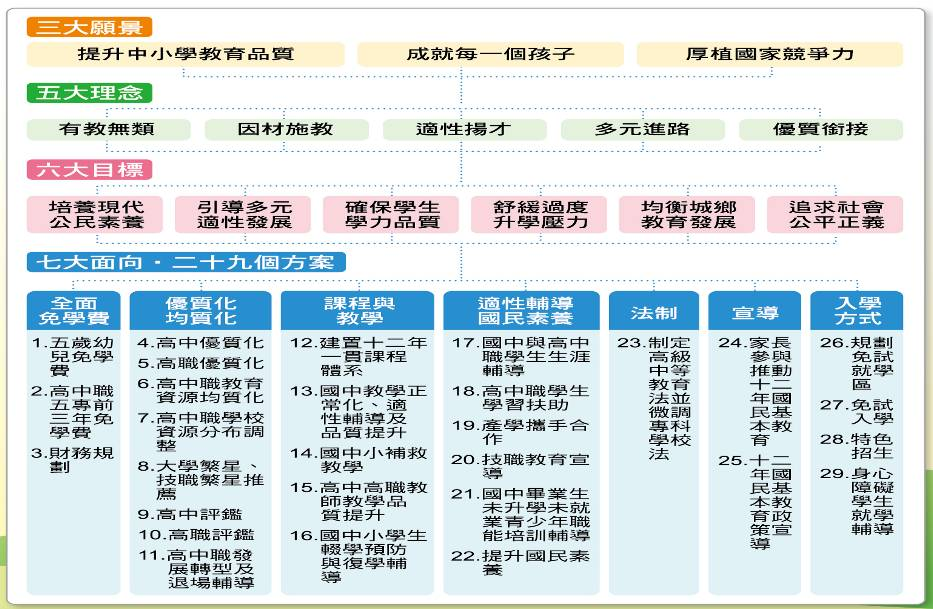 三大願景
提升中小學教育品質
成就每一個孩子
厚植國家競爭力
五大理念
有教無類
因材施教
適性揚才
多元進路
優質銜接
六大目標
培養現代
公民素養
引導多元
適性發展
確保學生
學力品質
舒緩過度
升學壓力
均衡城鄉
教育發展
追求社會
公平正義
七大面向・二十九個方案
全面
免學費
1.五歲幼
兒免學
費
2.高中職
五專前
三年免
學費
3.財務規
劃
優質化
均質化
4.高中優質化
5.高職優質化
6.高中職教育
資源均質化
7.高中職學校
資源分布調
整
8.大學繁星、
技職繁星推
薦
9.高中評鑑
10.高職評鑑
11.高中職發
展轉型及
退場輔導
課程與
教學
12.建置十二年
一貫課程
體系
13.國中教學正
常化、適
性輔導及
品質提升
14.國中小補救
教學
15.高中高職教
師教學品
質提升
16.國中小學生
輟學預防
與復學輔
導
適性輔導
國民素養
17.國中與高中
職學生生涯
輔導
18.高中職學生
學習扶助
19.產學攜手合
作
20.技職教育宣
導
21.國中畢業生
未升學未就
業青少年職
能培訓輔導
22.提升國民素
養
法制
23.制定
高級
中等
教育
法並
微調
專科
學校
法
宣導
24.家長
參與
推動
十二
年國
民基
本教
育
25.十二
年國
民基
本教
育政
策宣
導
入學
方式
26.規劃
免試
就學
區
27.免試
入學
28.特色
招生
29.身心
障礙
學生
就學
輔導